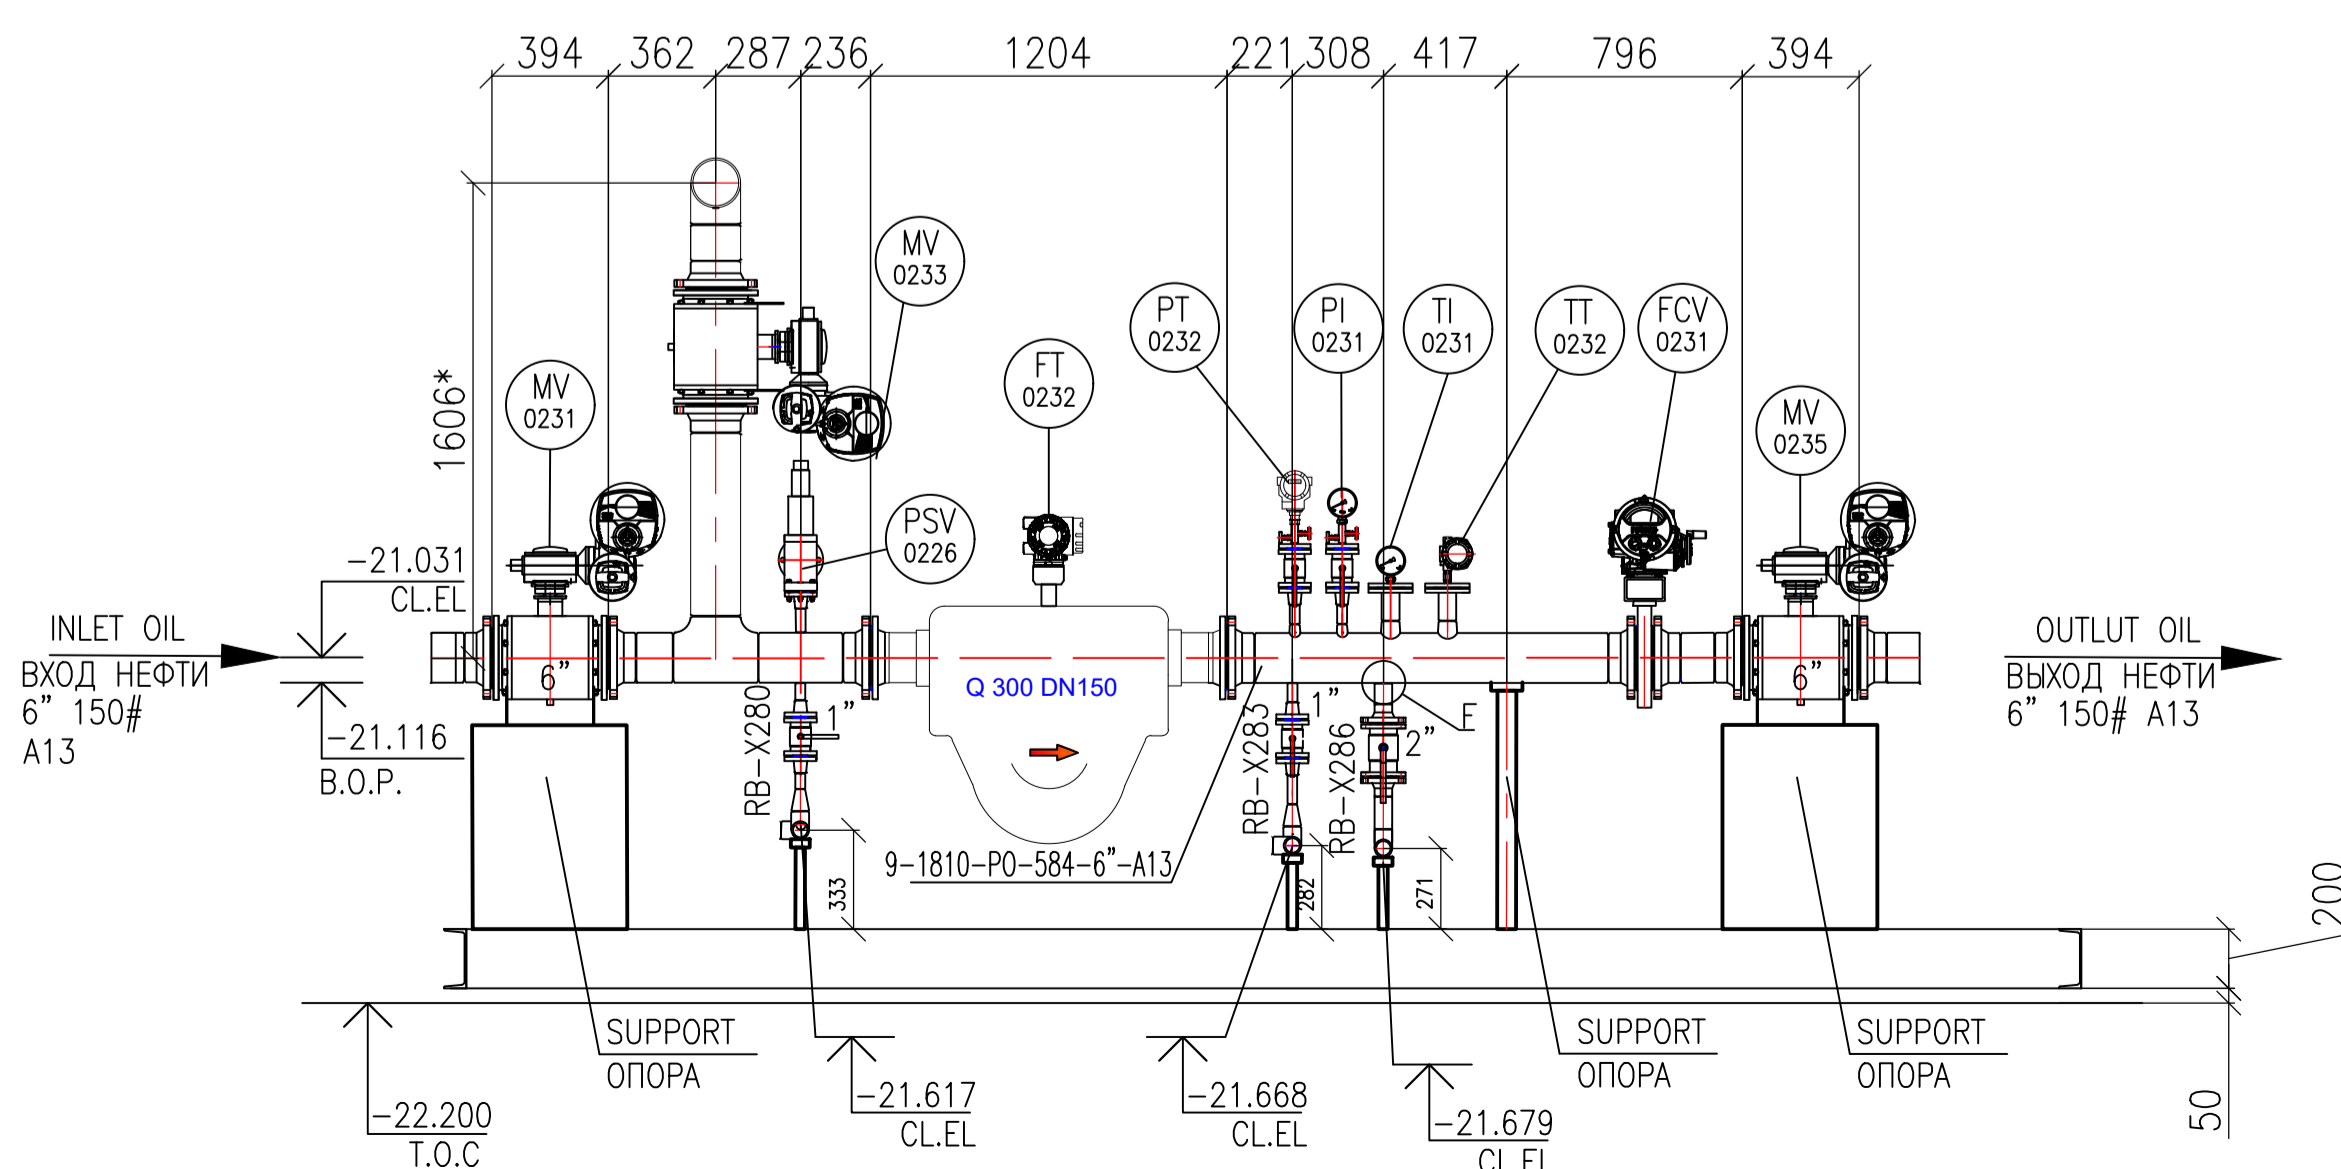 394 362 287 236 1204 221 308 417 796 394
1606*
MV
0233
MV
0231
FT
0232
PT
0232
PI
0231
TI
0231
TT
0232
FCV
0231
MV
0235
PSV
0226
-21.031
CL.EL
INLET OIL
ВХОД НЕФТИ
6" 150#
A13
-21.116
B.O.P.
6"
RB-X280
1"
Q 300 DN150
RB-X283
1"
RB-X286
2"
E
6"
OUTLUT OIL
ВЫХОД НЕФТИ
6" 150# A13
9-1810-PO-584-6"-A13
333
282
271
200
50
SUPPORT
ОПОРА
SUPPORT
ОПОРА
SUPPORT
ОПОРА
-22.200
T.O.C
-21.617
CL.EL
-21.668
CL.EL
-21.679
CL.EL